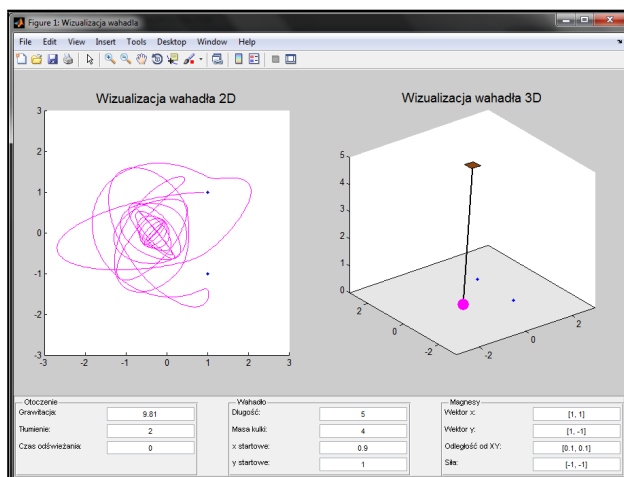 Figure 1: Wizualizacja wahadła
File Edit View Insert Tools Desktop Window Help
Wizualizacja wahadła 2D
3
2
1
0
-1
-2
-3
-3 -2 -1 0 1 2 3
Wizualizacja wahadła 3D
5
4
3
2
1
0
2
0
-2
-2
0
2
Otoczenie
Grawitacja: 9.81
Tłumienie: 2
Czas odświeżania: 0
Wahadło
Długość: 5
Masa kulki: 4
x startowe: 0.9
y startowe: 1
Magnesy
Wektor x: [1, 1]
Wektor y: [1, -1]
Odległość od XY: [0.1, 0.1]
Siła: [-1, -1]